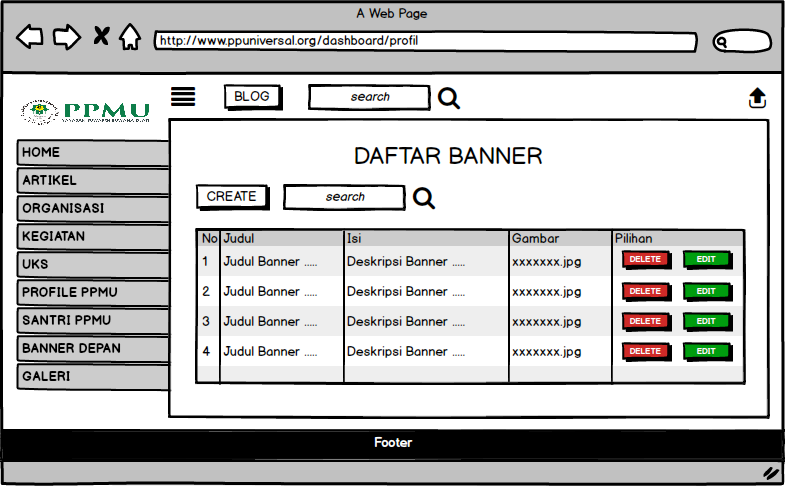 A Web Page
http://www.ppuniversal.org/dashboard/profil
PPMU
BLOG
search
HOME
ARTIKEL
ORGANISASI
KEGIATAN
UKS
PROFILE PPMU
SANTRI PPMU
BANNER DEPAN
GALERI
DAFTAR BANNER
CREATE
search
No Judul Isi Gambar Pilihan
1 Judul Banner ..... Deskripsi Banner ..... xxxxxxx.jpg DELETE EDIT
2 Judul Banner ..... Deskripsi Banner ..... xxxxxxx.jpg DELETE EDIT
3 Judul Banner ..... Deskripsi Banner ..... xxxxxxx.jpg DELETE EDIT
4 Judul Banner ..... Deskripsi Banner ..... xxxxxxx.jpg DELETE EDIT
Footer